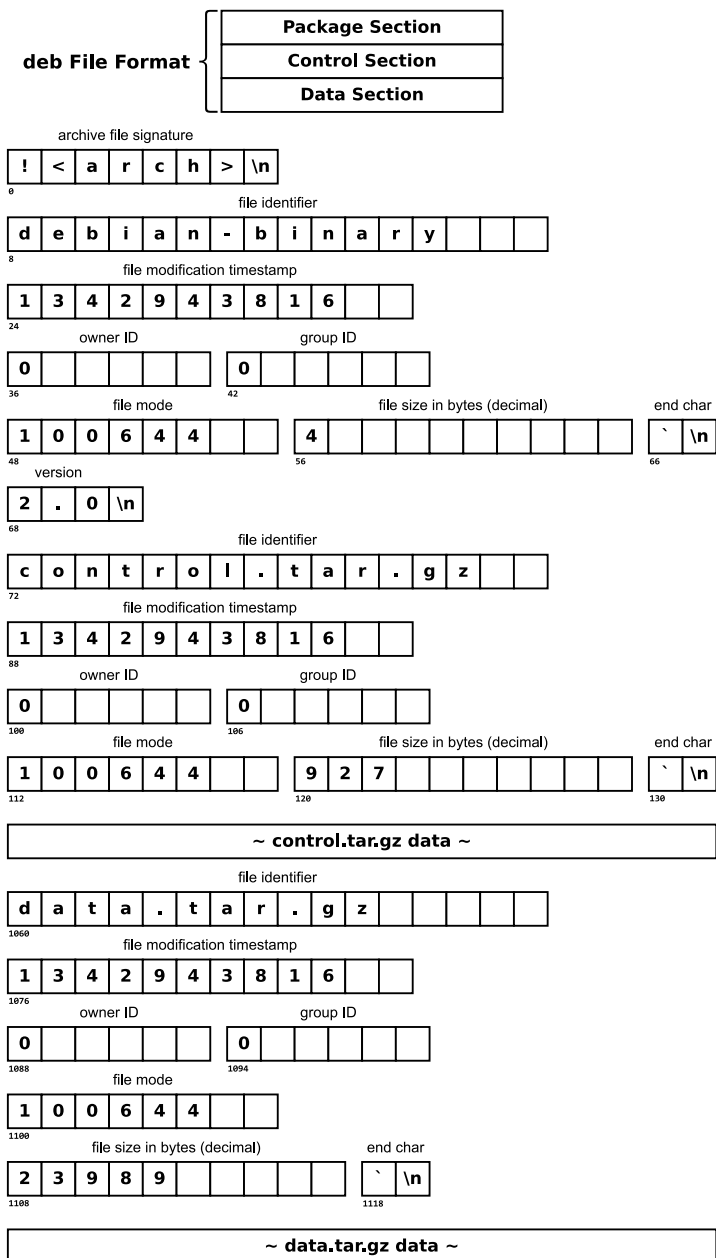 Package Section
deb File Format
Control Section
Data Section
archive file signature
! < a r c h > \n
0
file identifier
d e b i a n - b i n a r y
8
file modification timestamp
1 3 4 2 9 4 3 8 1 6
24
owner ID group ID
0 0
36 42
file mode file size in bytes (decimal) end char
1 0 0 6 4 4 4 ` \n
48 56 66
version
2 . 0 \n
68
file identifier
c o n t r o l . t a r . g z
72
file modification timestamp
1 3 4 2 9 4 3 8 1 6
88
owner ID group ID
0 0
100 106
file mode file size in bytes (decimal) end char
1 0 0 6 4 4 9 2 7 ` \n
112 120 130
~ control.tar.gz data ~
file identifier
d a t a . t a r . g z
1060
file modification timestamp
1 3 4 2 9 4 3 8 1 6
1076
owner ID group ID
0 0
1088 1094
file mode
1 0 0 6 4 4
1100
file size in bytes (decimal) end char
2 3 9 8 9 ` \n
1108 1118
~ data.tar.gz data ~